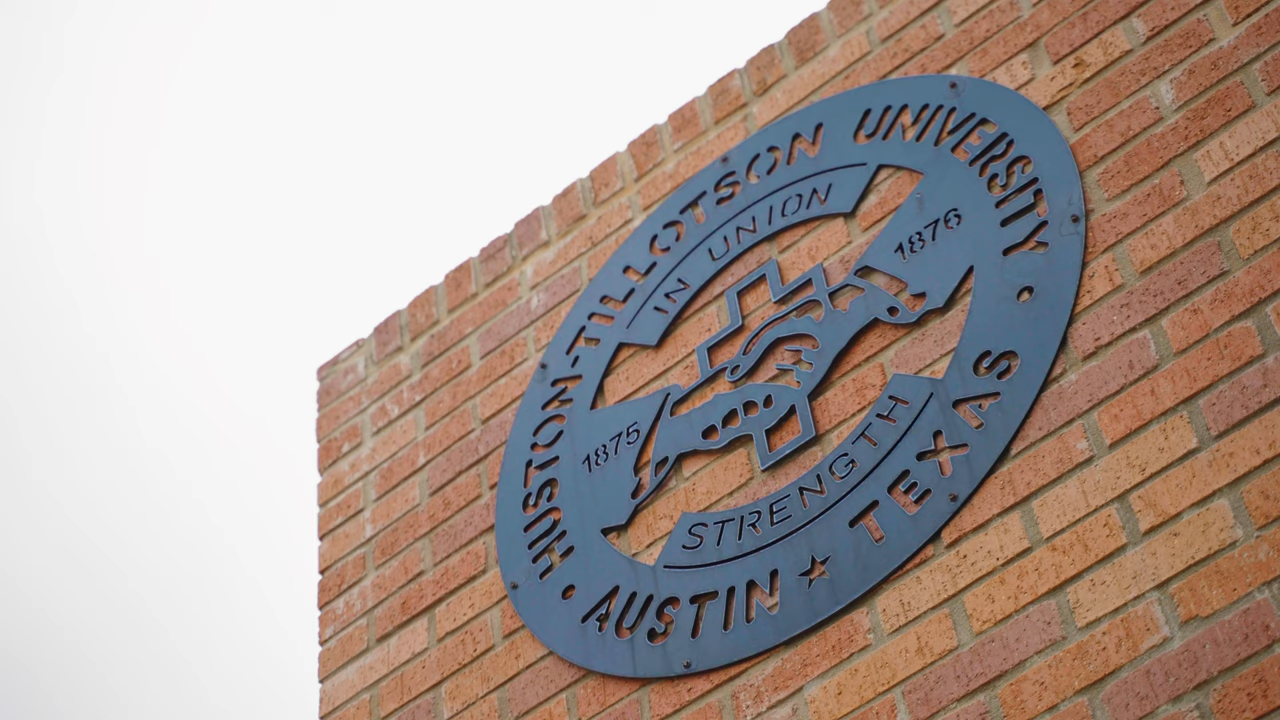 HUSTON-TILLOTSON UNIVERSITY
IN UNION
1876
1875
STRENGTH
AUSTIN ★ TEXAS